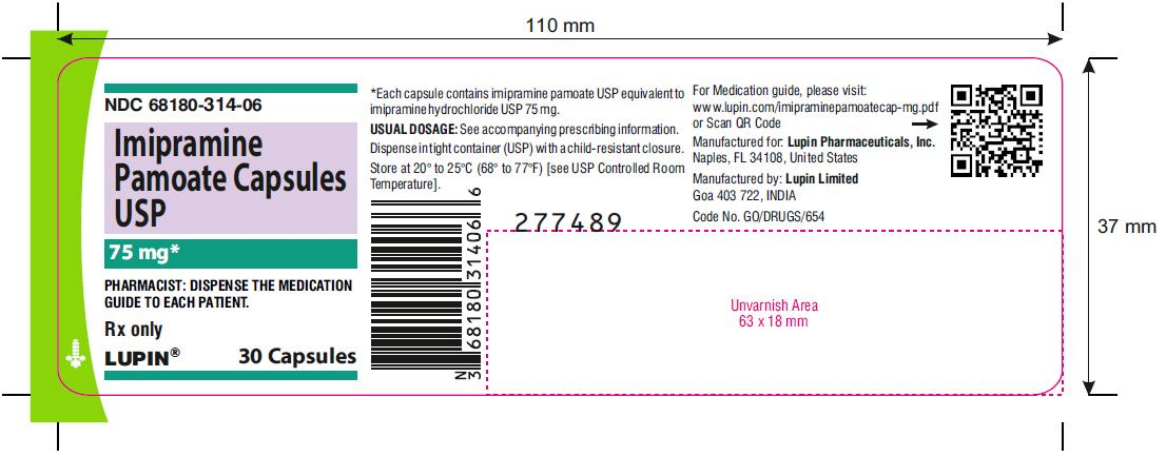 110 mm
NDC 68180-314-06
Imipramine
Pamoate Capsules
USP
75 mg*
PHARMACIST: DISPENSE THE MEDICATION
GUIDE TO EACH PATIENT.
Rx only
LUPIN®
30 Capsules
*Each capsule contains imipramine pamoate USP equivalent to
imipramine hydrochloride USP 75 mg.
USUAL DOSAGE: See accompanying prescribing information.
Dispense in tight container (USP) with a child-resistant closure.
Store at 20° to 25°C (68° to 77°F) [see USP Controlled Room
Temperature].
N
3 68180 31406 6
277489
For Medication guide, please visit:
www.lupin.com/imipraminepamoatecap-mg.pdf
or Scan QR Code
Manufactured for: Lupin Pharmaceuticals, Inc.
Naples, FL 34108, United States
Manufactured by: Lupin Limited
Goa 403 722, INDIA
Code No. GO/DRUGS/654
Unvarnish Area
63 x 18 mm
37 mm